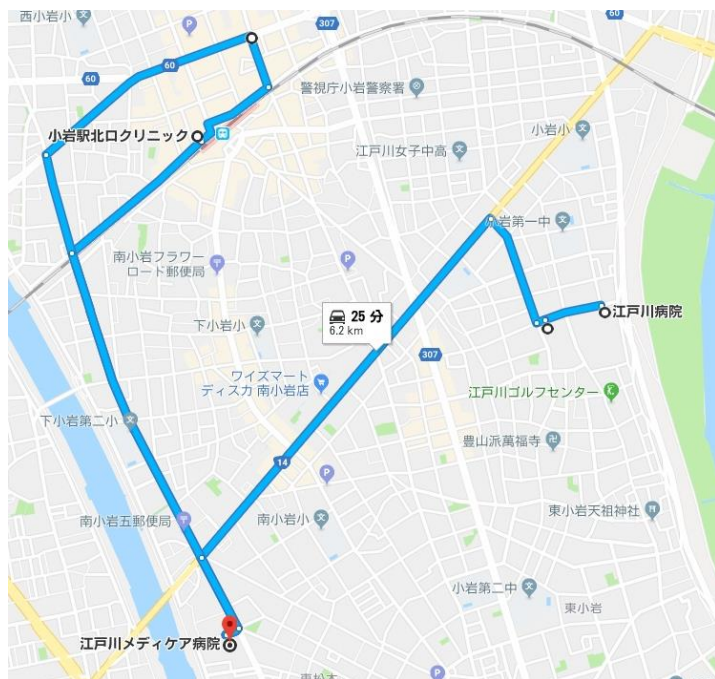 西小岩小
P
307
60
60
60
警視庁小岩警察署
小岩駅北口クリニック
小岩小
江戸川女子中高
小岩第一中
南小岩フラワー
ロード郵便局
P
25 分
6.2 km
江戸川病院
下小岩小
307
ワイズマート
ディスカ 南小岩店
江戸川ゴルフセンター
下小岩第二小
豊山派萬福寺
14
P
南小岩五郵便局
南小岩小
東小岩天祖神社
小岩第二中
東小岩
江戸川メディケア病院
P